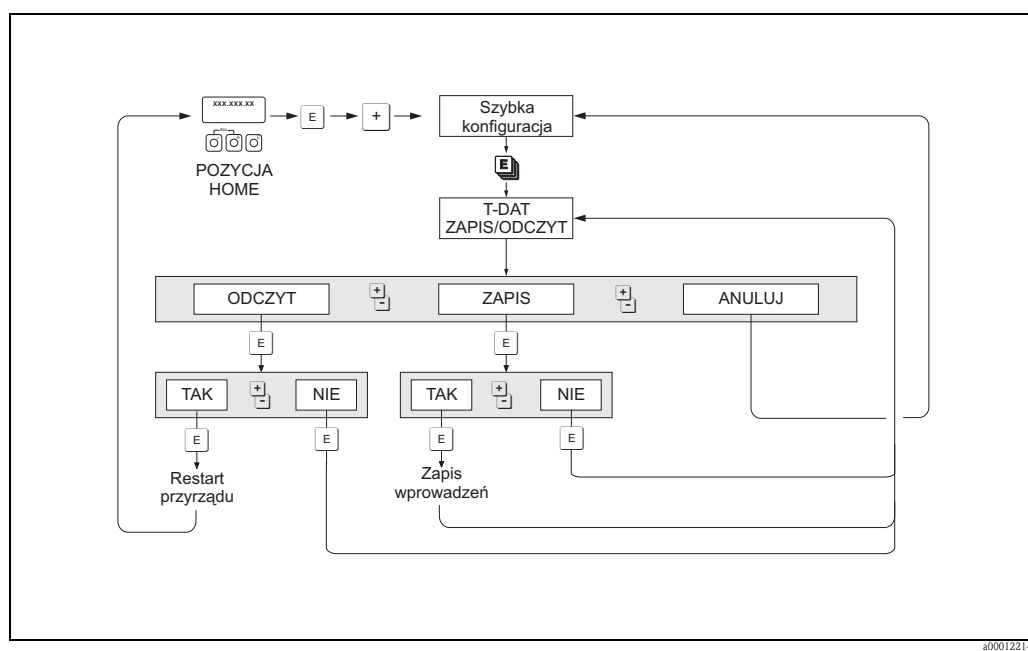 xxx.xxx.xx
Esc
E
+
Szybka
konfiguracja
POZYCJA
HOME
E
T-DAT
ZAPIS/ODCZYT
ODCZYT
+
-
ZAPIS
+
-
ANULUJ
E
E
TAK
+
-
NIE
TAK
+
-
NIE
E
E
E
E
Restart
przyrządu
Zapis
wprowadzeń
a0001221-